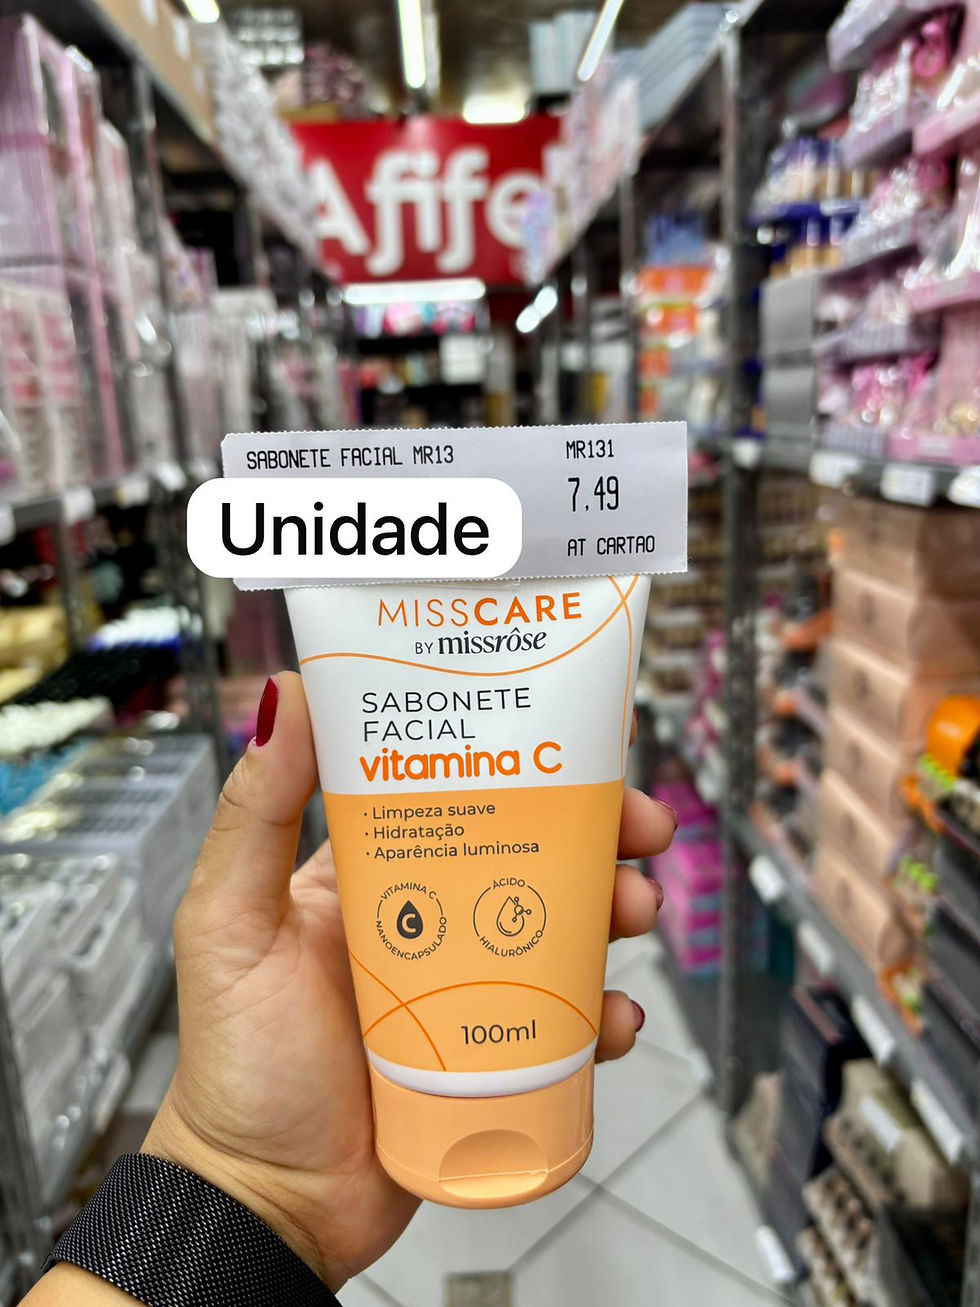 Afife
SABONETE FACIAL MR13
MR131
7,49
Unidade
AT CARTAO
MISSCARE
BY missrôse
SABONETE
FACIAL
vitamina C
· Limpeza suave
· Hidratação
· Aparência luminosa
VITAMINA C
C
NANOENCAPSULADO
ÁCIDO
HIALURÔNICO
100ml